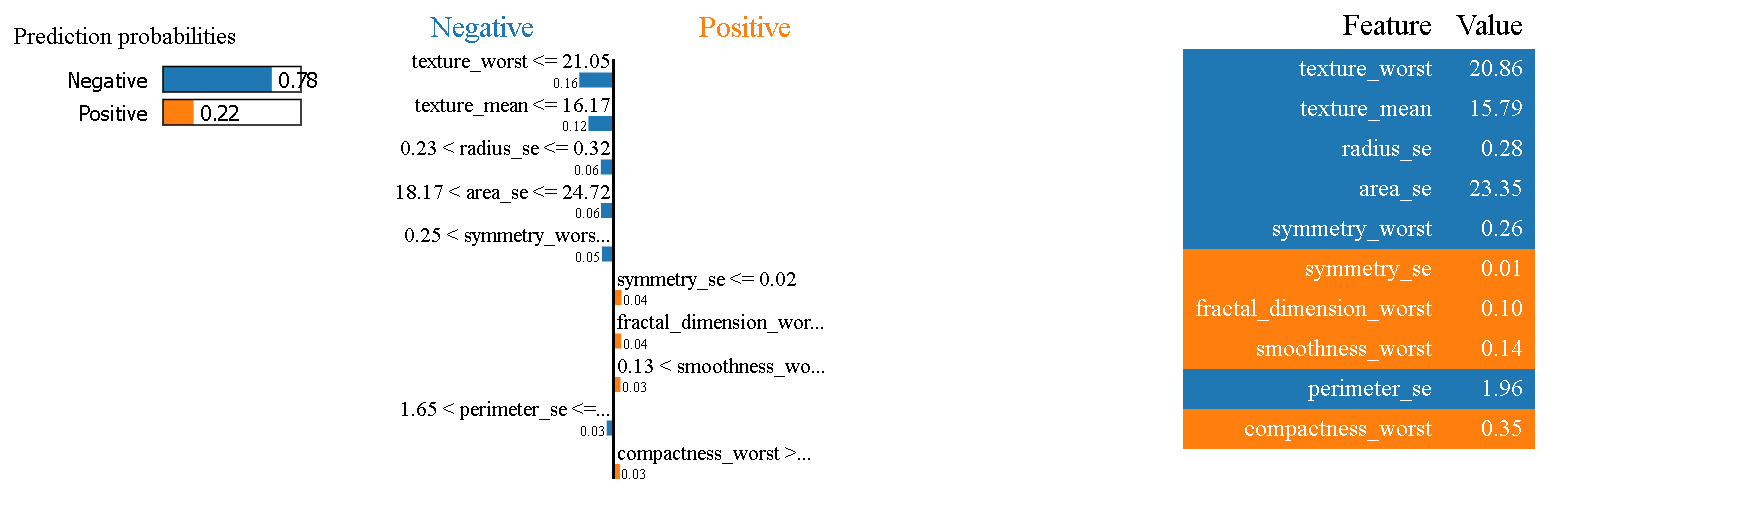 Prediction probabilities
Negative 0.78
Positive 0.22
Negative Positive
texture_worst <= 21.05
0.16
texture_mean <= 16.17
0.12
0.23 < radius_se <= 0.32
0.06
18.17 < area_se <= 24.72
0.06
0.25 < symmetry_wors...
0.05
symmetry_se <= 0.02
0.04
fractal_dimension_wor...
0.04
0.13 < smoothness_wo...
0.03
1.65 < perimeter_se <=...
0.03
compactness_worst >...
0.03
Feature Value
texture_worst 20.86
texture_mean 15.79
radius_se 0.28
area_se 23.35
symmetry_worst 0.26
symmetry_se 0.01
fractal_dimension_worst 0.10
smoothness_worst 0.14
perimeter_se 1.96
compactness_worst 0.35